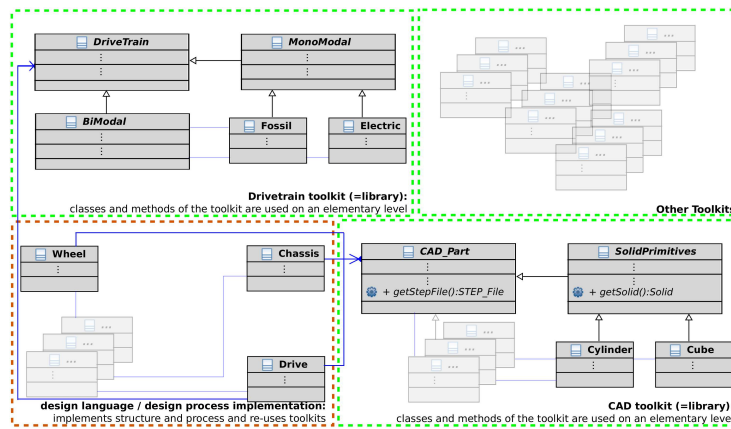 DriveTrain
⋮
⋮
MonoModal
⋮
⋮
BiModal
⋮
⋮
Fossil
⋮
Electric
⋮
Drivetrain toolkit (=library):
classes and methods of the toolkit are used on an elementary level
...
...
...
...
...
...
...
...
...
...
...
...
Other Toolkits
Wheel
⋮
Chassis
⋮
...
...
...
Drive
⋮
design language / design process implementation:
implements structure and process and re-uses toolkits
CAD_Part
⋮
⋮
+ getStepFile():STEP_File
SolidPrimitives
⋮
⋮
+ getSolid():Solid
...
...
...
Cylinder
⋮
Cube
⋮
CAD toolkit (=library)
classes and methods of the toolkit are used on an elementary leve